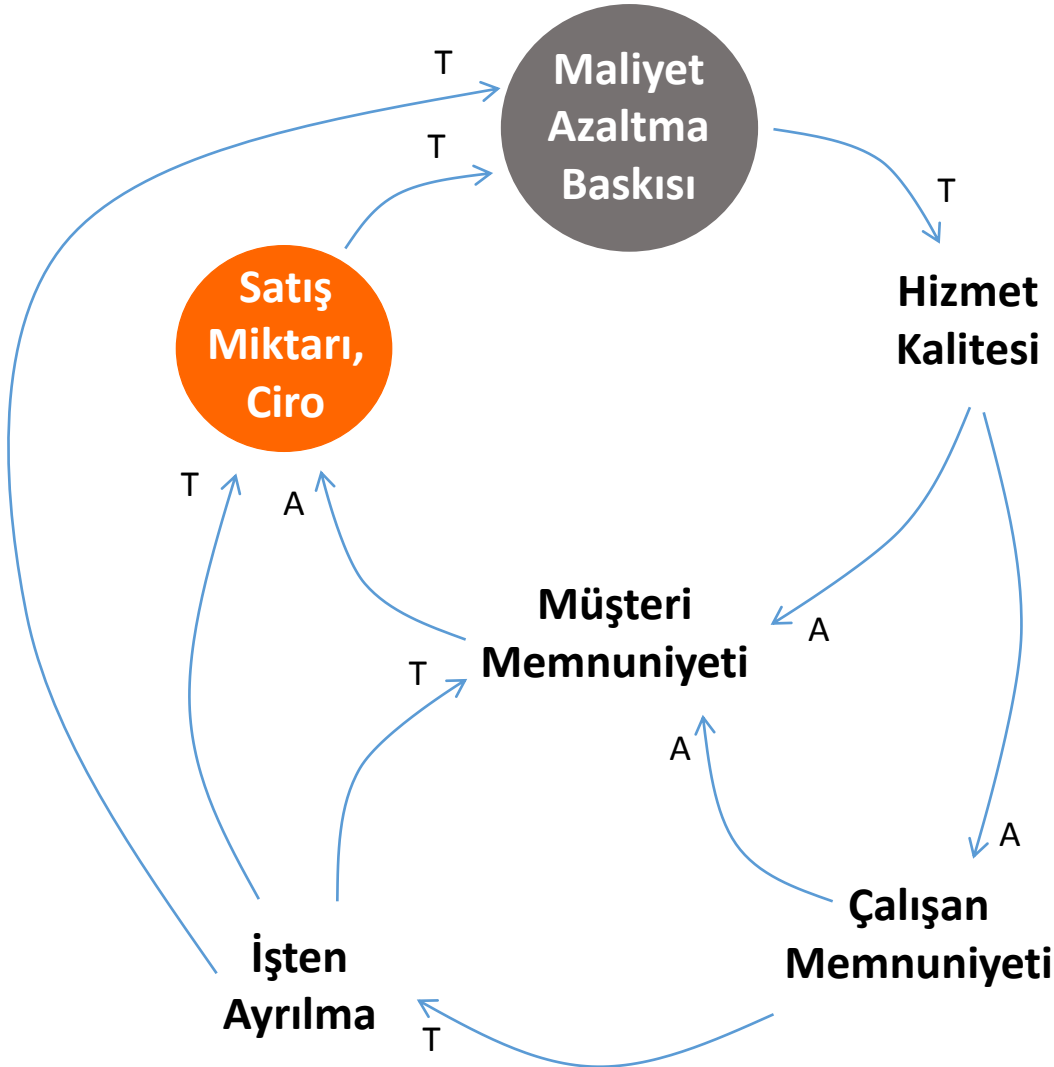 T
Maliyet
Azaltma
Baskısı
T
T
Satış
Miktarı,
Ciro
Hizmet
Kalitesi
T
A
Müşteri
Memnuniyeti
A
T
A
A
Çalışan
Memnuniyeti
İşten
Ayrılma
T